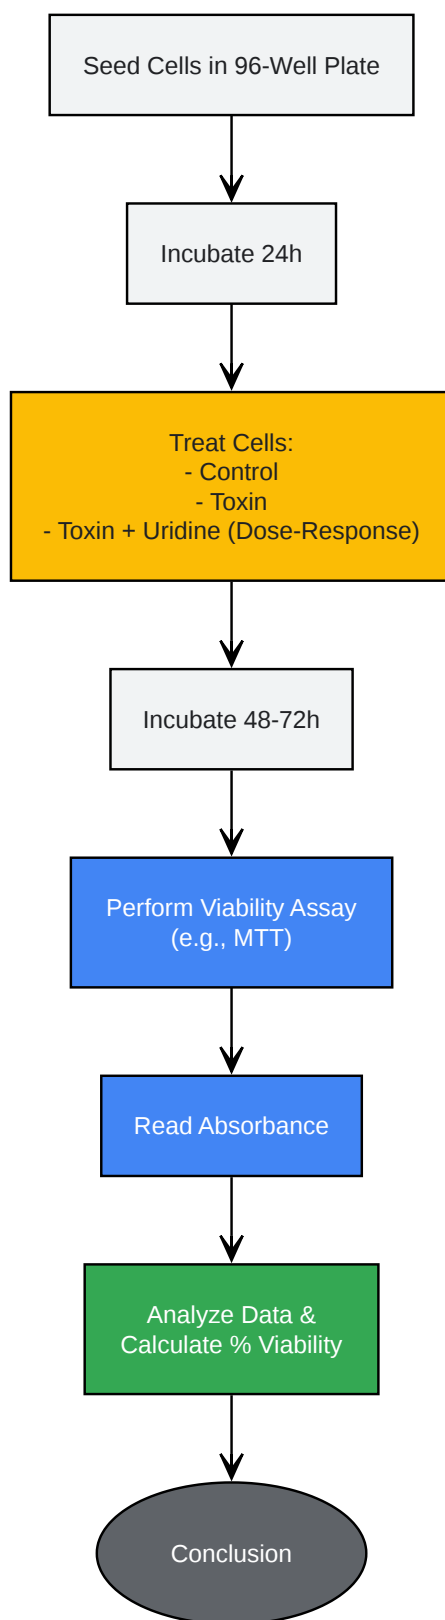 Seed Cells in 96-Well Plate
Incubate 24h
Treat Cells:
- Control
- Toxin
- Toxin + Uridine (Dose-Response)
Incubate 48-72h
Perform Viability Assay
(e.g., MTT)
Read Absorbance
Analyze Data &
Calculate % Viability
Conclusion